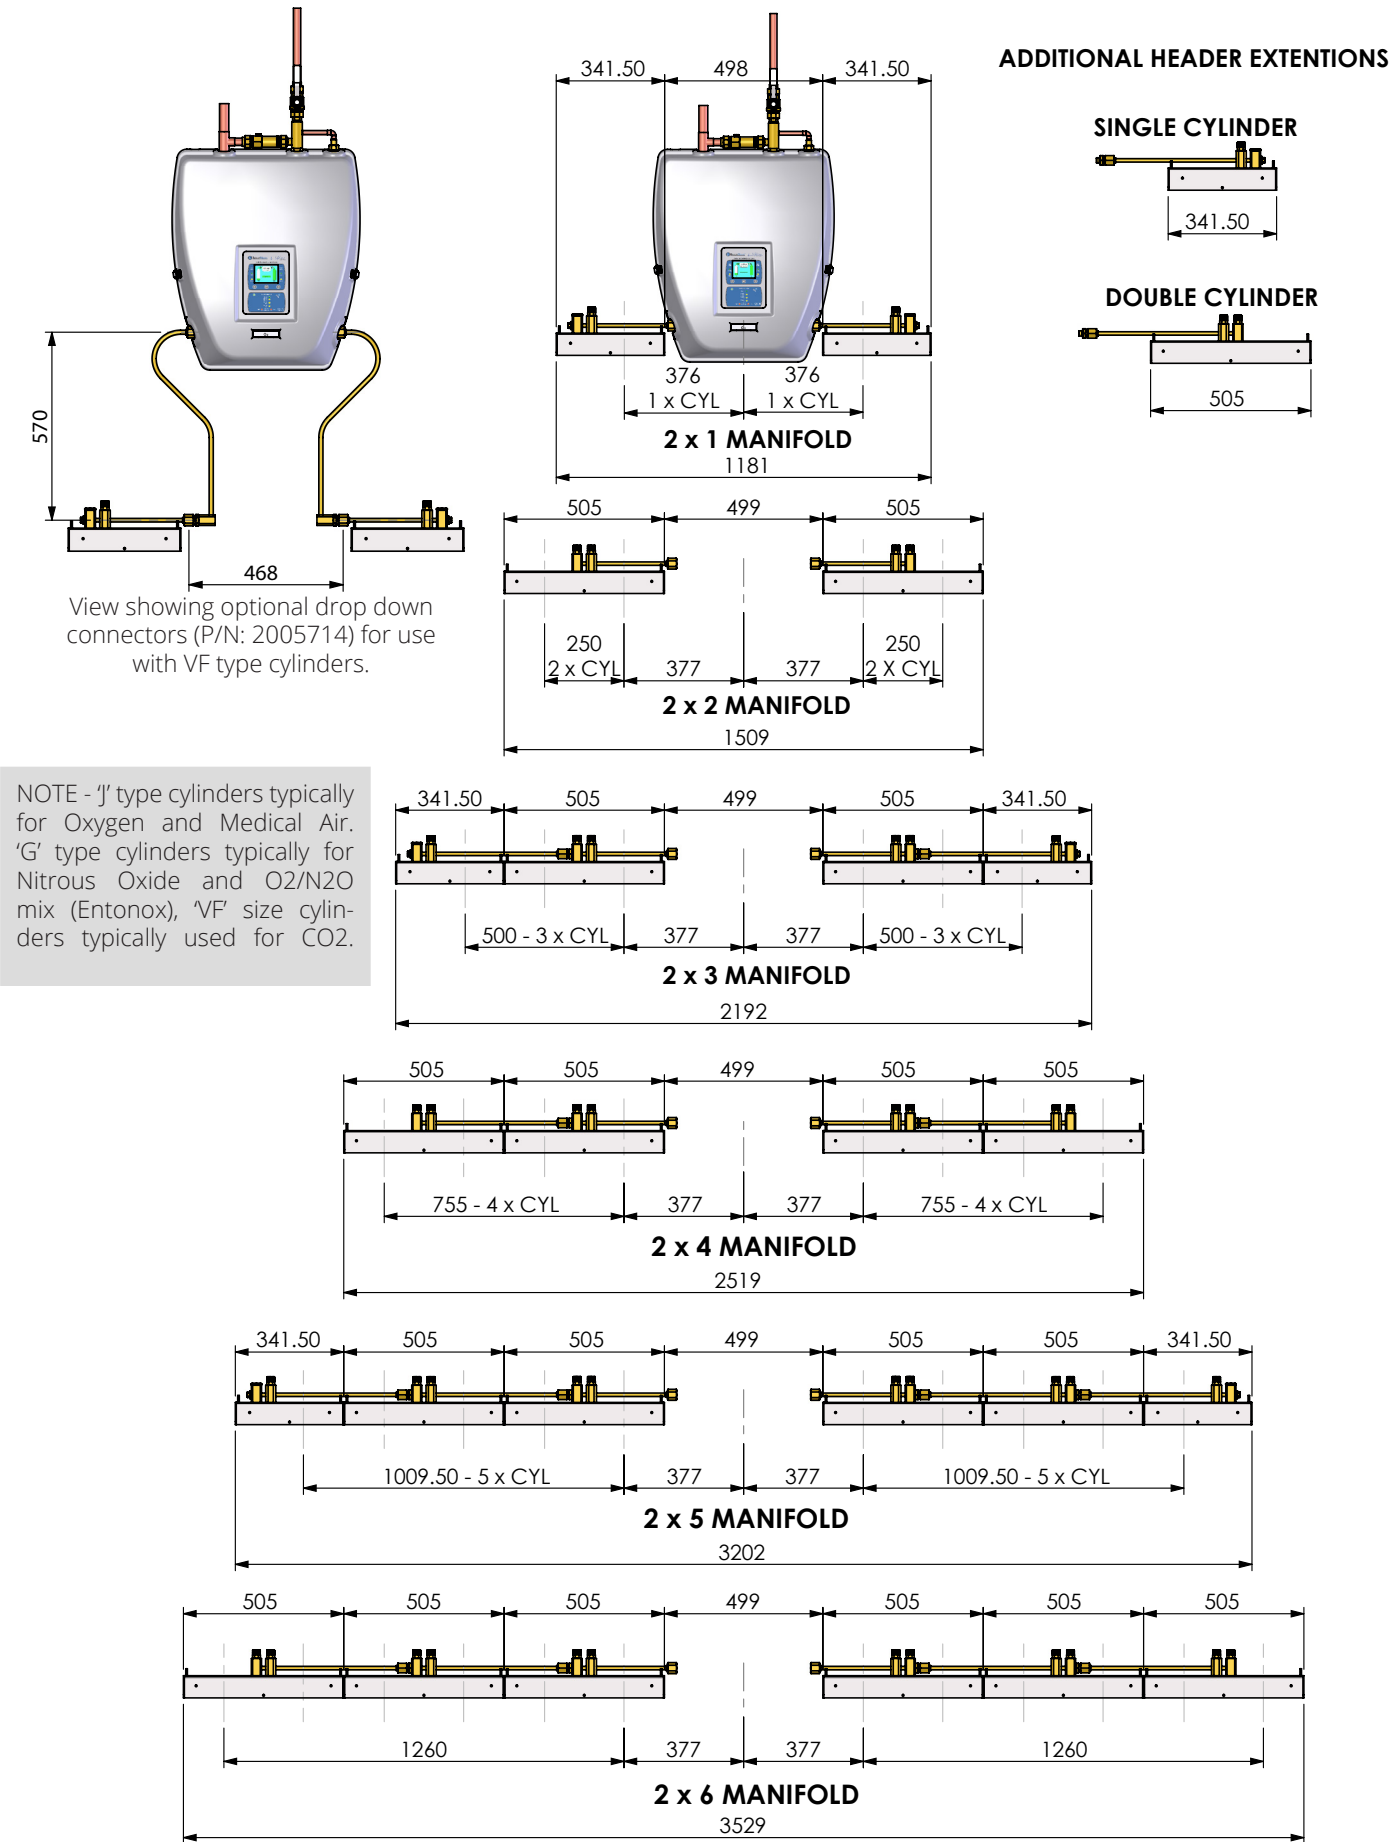 341.50
498
341.50
ADDITIONAL HEADER EXTENTIONS
SINGLE CYLINDER
341.50
DOUBLE CYLINDER
505
570
468
View showing optional drop down
connectors (P/N: 2005714) for use
with VF type cylinders.
376
1 x CYL
376
1 x CYL
2 x 1 MANIFOLD
1181
505
499
505
250
2 x CYL
377
377
250
2 X CYL
2 x 2 MANIFOLD
1509
NOTE - ‘J’ type cylinders typically
for Oxygen and Medical Air.
‘G’ type cylinders typically for
Nitrous Oxide and O2/N2O
mix (Entonox), ‘VF’ size cylin-
ders typically used for CO2.
341.50
505
499
505
341.50
500 - 3 x CYL
377
377
500 - 3 x CYL
2 x 3 MANIFOLD
2192
505
505
499
505
505
755 - 4 x CYL
377
377
755 - 4 x CYL
2 x 4 MANIFOLD
2519
341.50
505
505
499
505
505
341.50
1009.50 - 5 x CYL
377
377
1009.50 - 5 x CYL
2 x 5 MANIFOLD
3202
505
505
505
499
505
505
505
1260
377
377
1260
2 x 6 MANIFOLD
3529